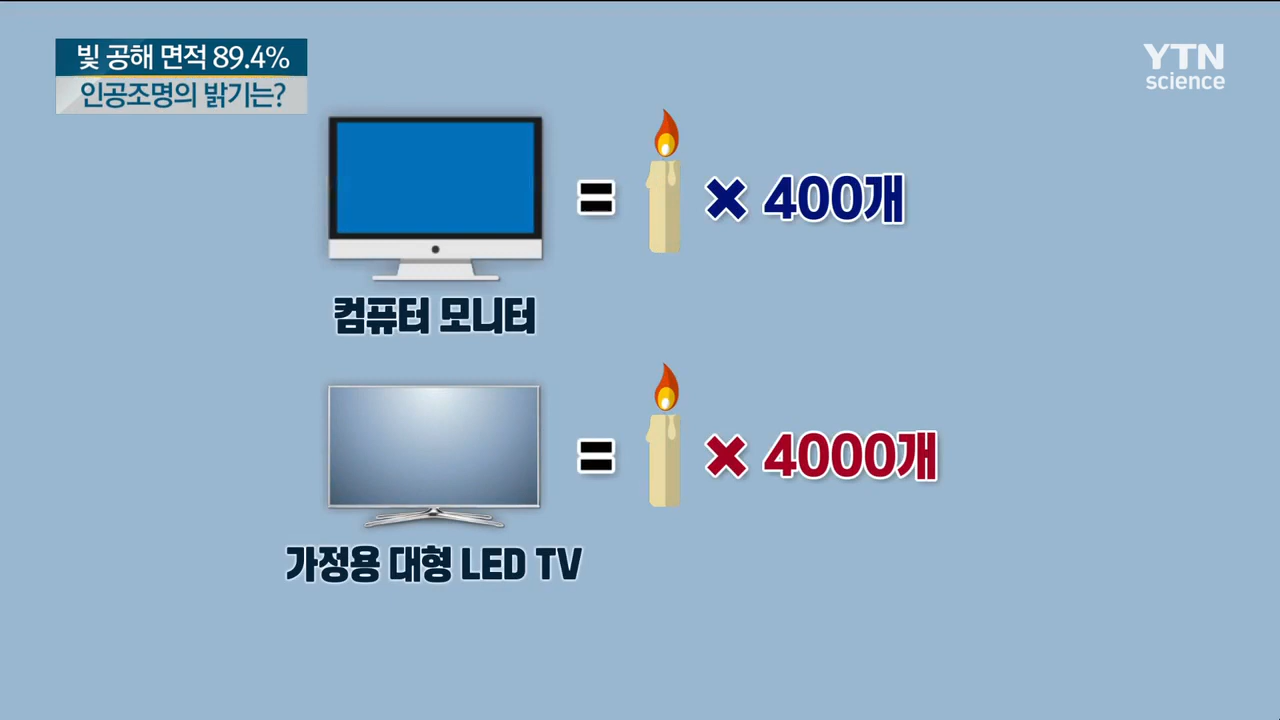 빛 공해 면적 89.4%
인공조명의 밝기는?
YTN
science
= × 400개
컴퓨터 모니터
= × 4000개
가정용 대형 LED TV